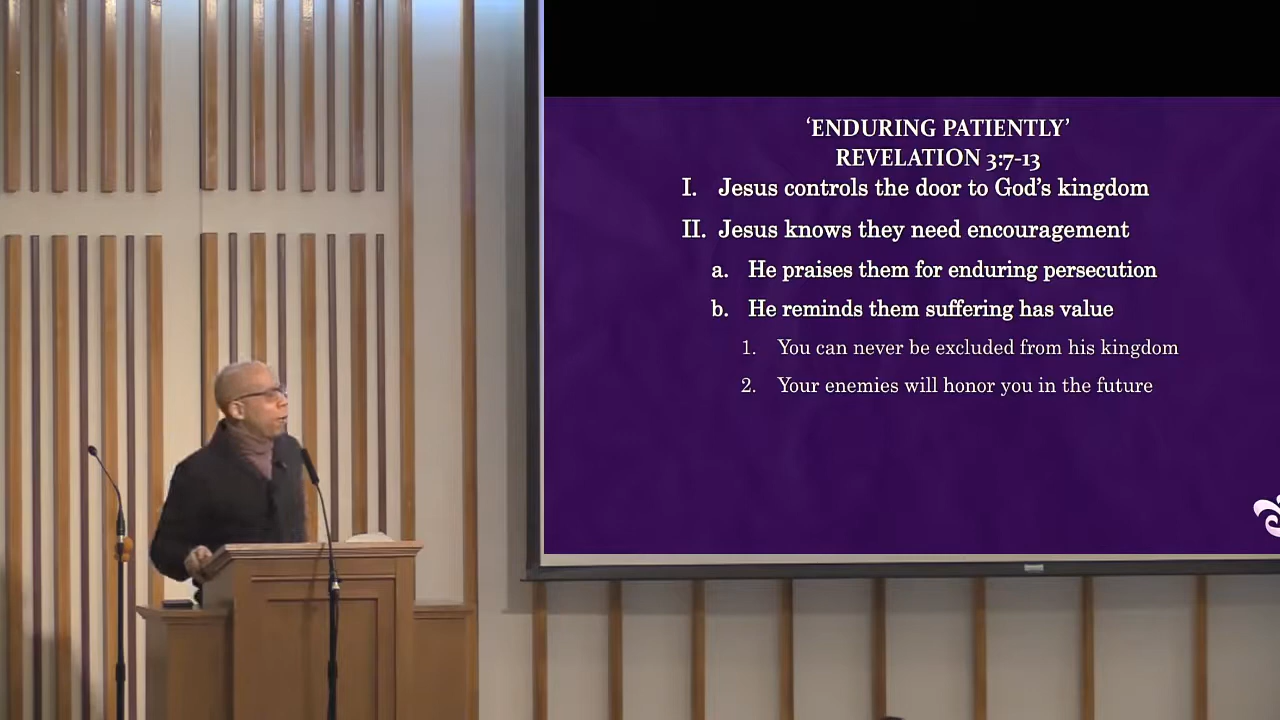 ‘ENDURING PATIENTLY’
REVELATION 3:7-13
I. Jesus controls the door to God’s kingdom
II. Jesus knows they need encouragement
a. He praises them for enduring persecution
b. He reminds them suffering has value
1. You can never be excluded from his kingdom
2. Your enemies will honor you in the future